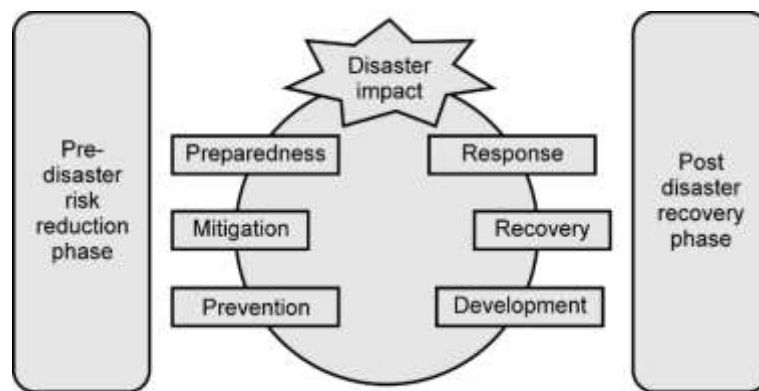 Disaster
impact
Pre-
disaster
risk
reduction
phase
Preparedness
Mitigation
Prevention
Response
Recovery
Development
Post
disaster
recovery
phase